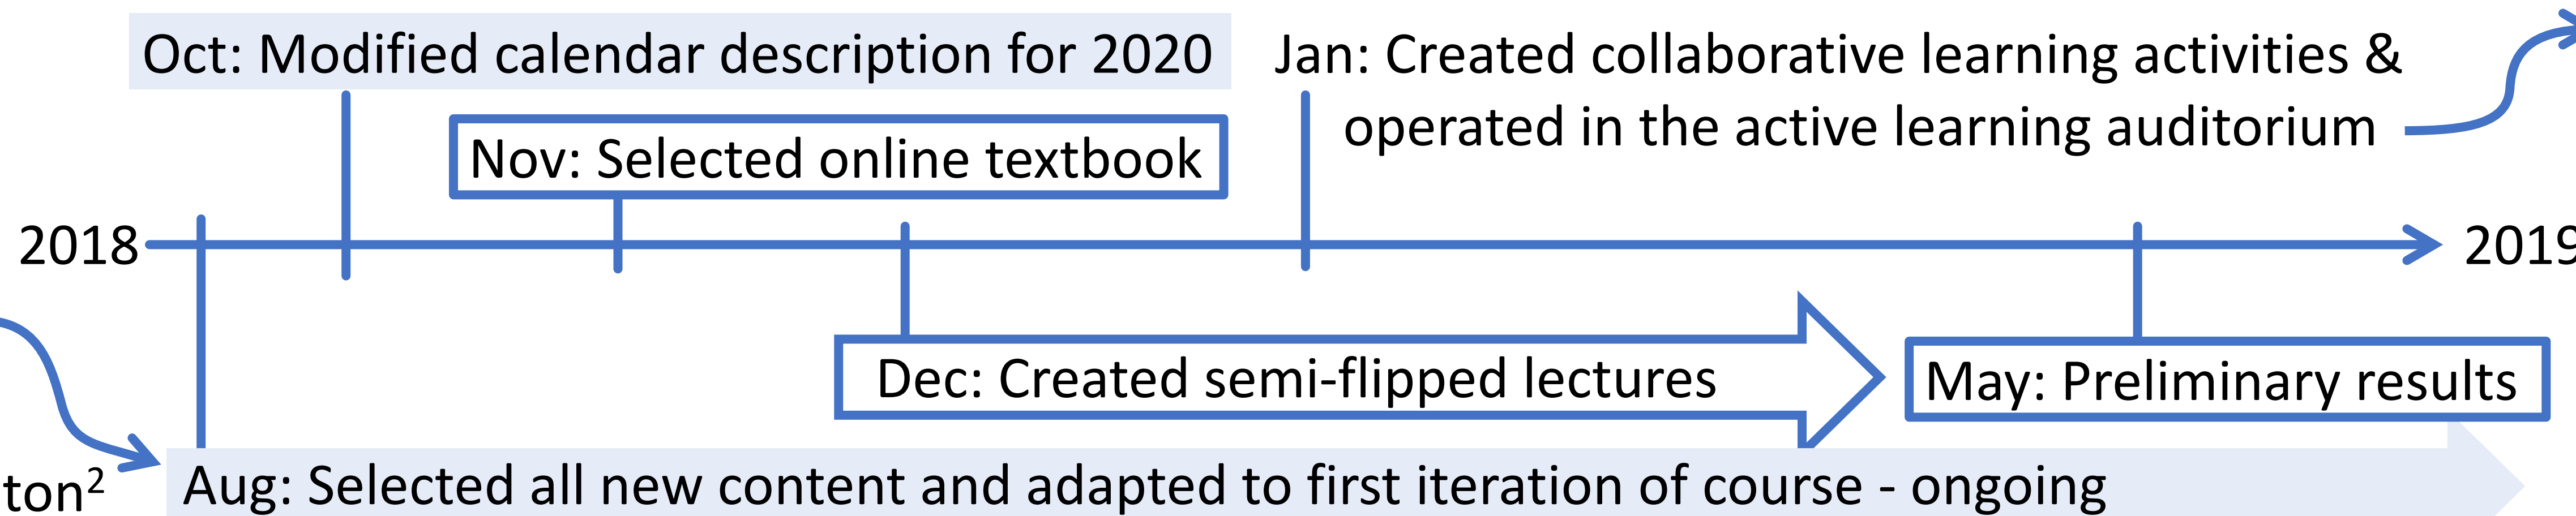 Oct: Modified calendar description for 2020
Jan: Created collaborative learning activities &
operated in the active learning auditorium
Nov: Selected online textbook
2018
2019
Dec: Created semi-flipped lectures
May: Preliminary results
ton²
Aug: Selected all new content and adapted to first iteration of course - ongoing